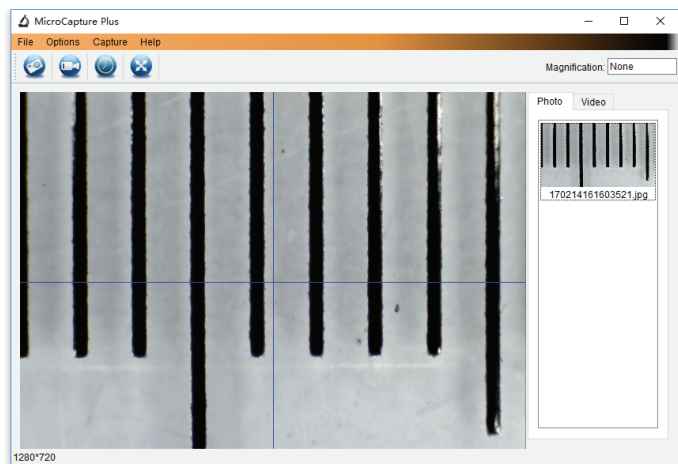 MicroCapture Plus
File Options Capture Help
Magnification: None
Photo Video
170214161603521.jpg
1280*720